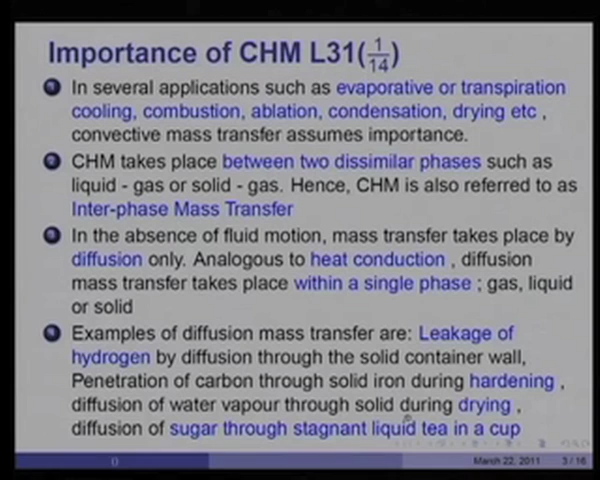 Importance of CHM L31(1/14)
1 In several applications such as evaporative or transpiration
cooling, combustion, ablation, condensation, drying etc ,
convective mass transfer assumes importance.
2 CHM takes place between two dissimilar phases such as
liquid - gas or solid - gas. Hence, CHM is also referred to as
Inter-phase Mass Transfer
3 In the absence of fluid motion, mass transfer takes place by
diffusion only. Analogous to heat conduction , diffusion
mass transfer takes place within a single phase ; gas, liquid
or solid
4 Examples of diffusion mass transfer are: Leakage of
hydrogen by diffusion through the solid container wall,
Penetration of carbon through solid iron during hardening ,
diffusion of water vapour through solid during drying ,
diffusion of sugar through stagnant liquid tea in a cup
() March 22, 2011 3 / 16